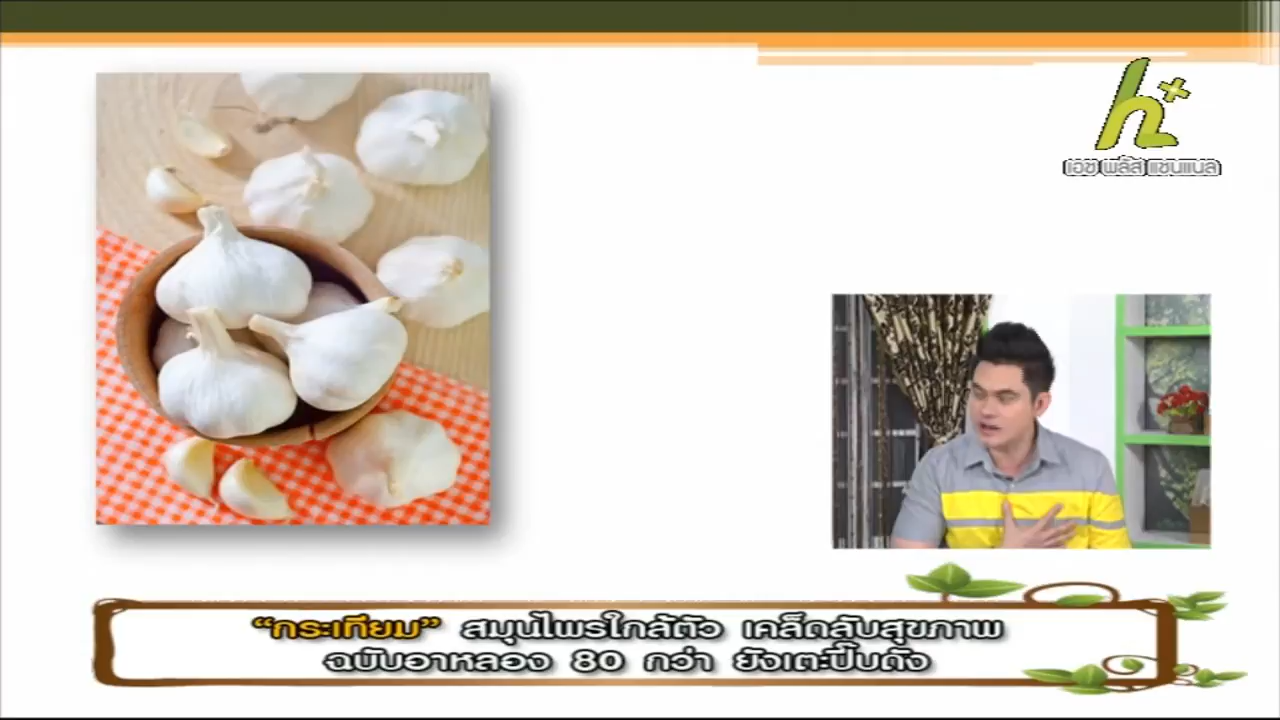 เอช พลัส แชนแนล
“กระเทียม” สมุนไพรใกล้ตัว เคล็ดลับสุขภาพ
ฉบับอาหลอง 80 กว่า ยังเตะปี๊บดัง